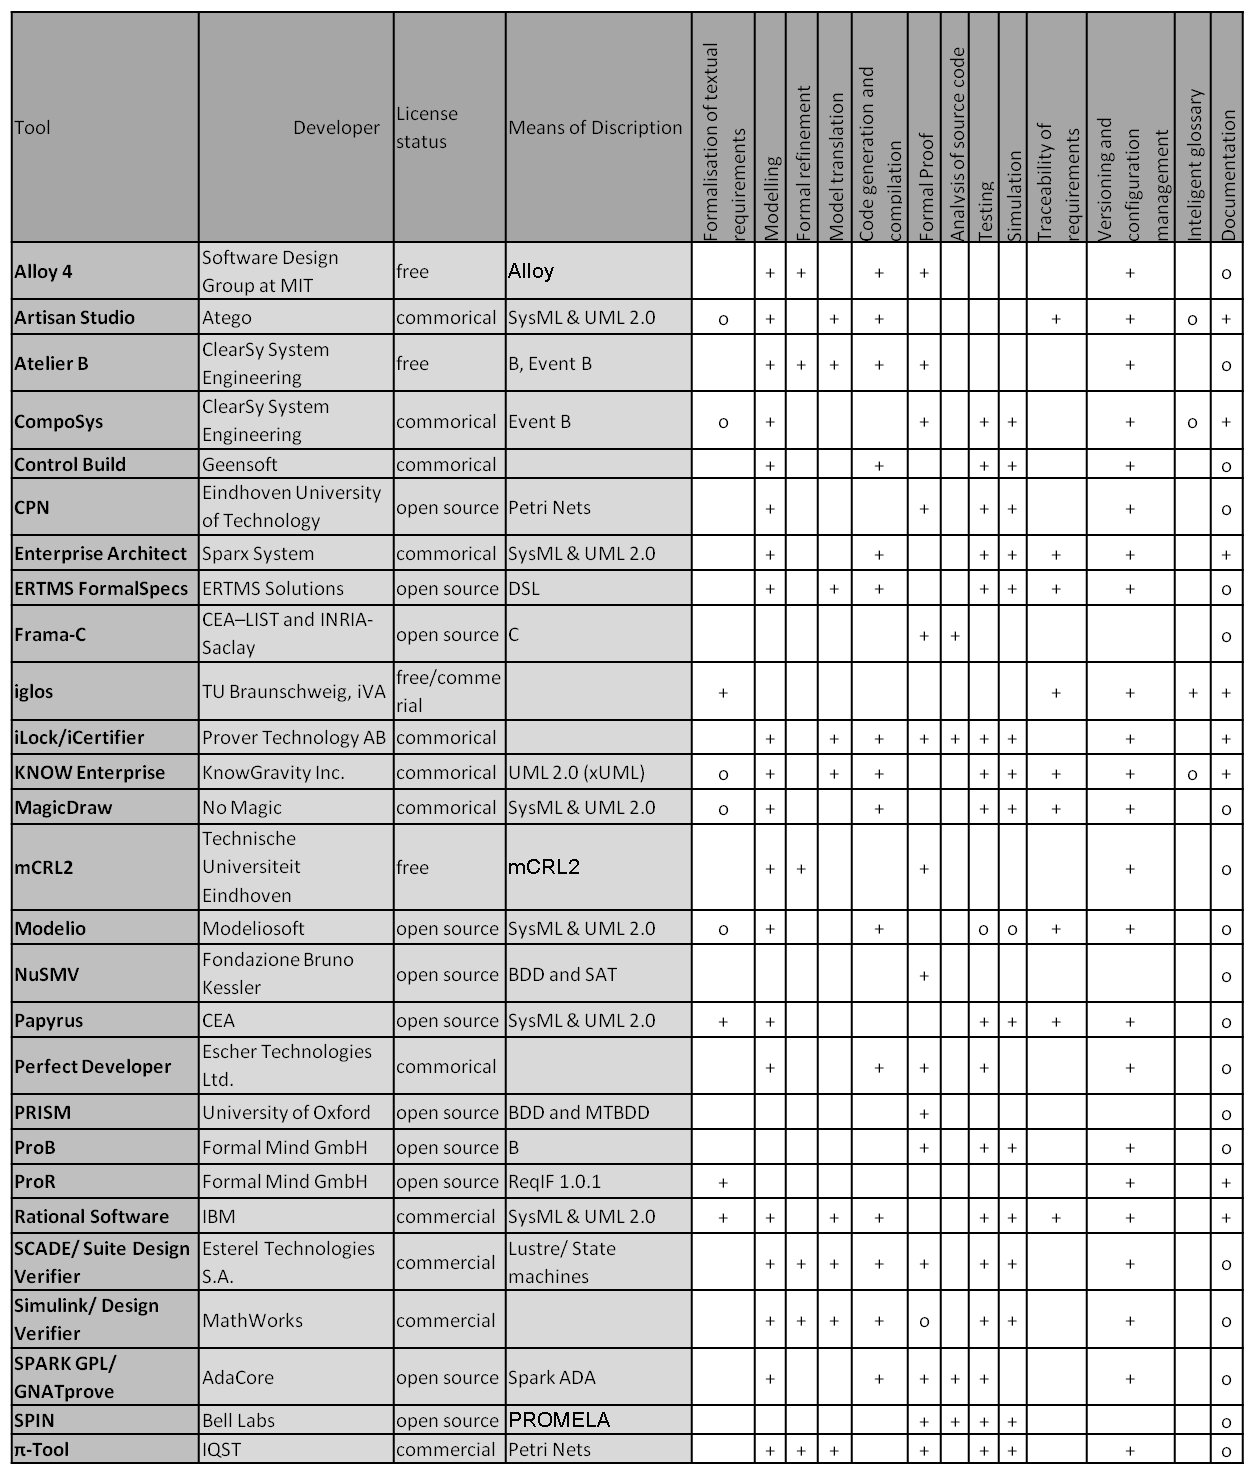 Tool Developer License status Means of Discription Formalisation of textual requirements Modelling Formal refinement Model translation Code generation and compilation Formal Proof Analysis of source code Testing Simulation Traceability of requirements Versioning and configuration management Inteligent glossary Documentation
Alloy 4 Software Design Group at MIT free Alloy + + + + + o
Artisan Studio Atego commorical SysML & UML 2.0 o + + + + + o +
Atelier B ClearSy System Engineering free B, Event B + + + + + + o
CompoSys ClearSy System Engineering commorical Event B o + + + + + o +
Control Build Geensoft commorical + + + + + o
CPN Eindhoven University of Technology open source Petri Nets + + + + + o
Enterprise Architect Sparx System commorical SysML & UML 2.0 + + + + + + +
ERTMS FormalSpecs ERTMS Solutions open source DSL + + + + + + + o
Frama-C CEA–LIST and INRIA-Saclay open source C + + o
iglos TU Braunschweig, iVA free/comme rial + + + + +
iLock/iCertifier Prover Technology AB commorical + + + + + + + + +
KNOW Enterprise KnowGravity Inc. commorical UML 2.0 (xUML) o + + + + + + + o +
MagicDraw No Magic commorical SysML & UML 2.0 o + + + + + + o
mCRL2 Technische Universiteit Eindhoven free mCRL2 + + + + o
Modelio Modeliosoft open source SysML & UML 2.0 o + + o o + + o
NuSMV Fondazione Bruno Kessler open source BDD and SAT + o
Papyrus CEA open source SysML & UML 2.0 + + + + + + o
Perfect Developer Escher Technologies Ltd. commorical + + + + + o
PRISM University of Oxford open source BDD and MTBDD + o
ProB Formal Mind GmbH open source B + + + + o
ProR Formal Mind GmbH open source ReqIF 1.0.1 + + +
Rational Software IBM commercial SysML & UML 2.0 + + + + + + + + +
SCADE/ Suite Design Verifier Esterel Technologies S.A. commercial Lustre/ State machines + + + + + + + + o
Simulink/ Design Verifier MathWorks commercial + + + + o + + + o
SPARK GPL/ GNATprove AdaCore open source Spark ADA + + + + + + o
SPIN Bell Labs open source PROMELA + + + + o
π-Tool IQST commercial Petri Nets + + + + + + + o